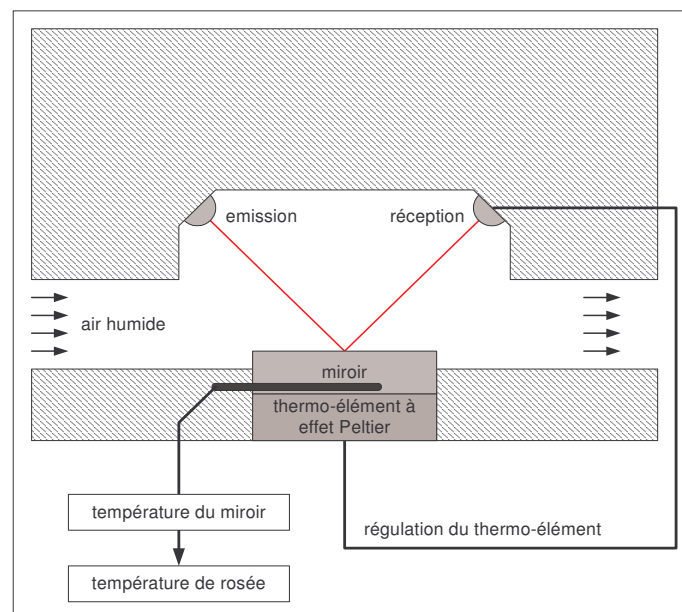 emission
réception
air humide
miroir
thermo-élément à
effet Peltier
température du miroir
régulation du thermo-élément
température de rosée